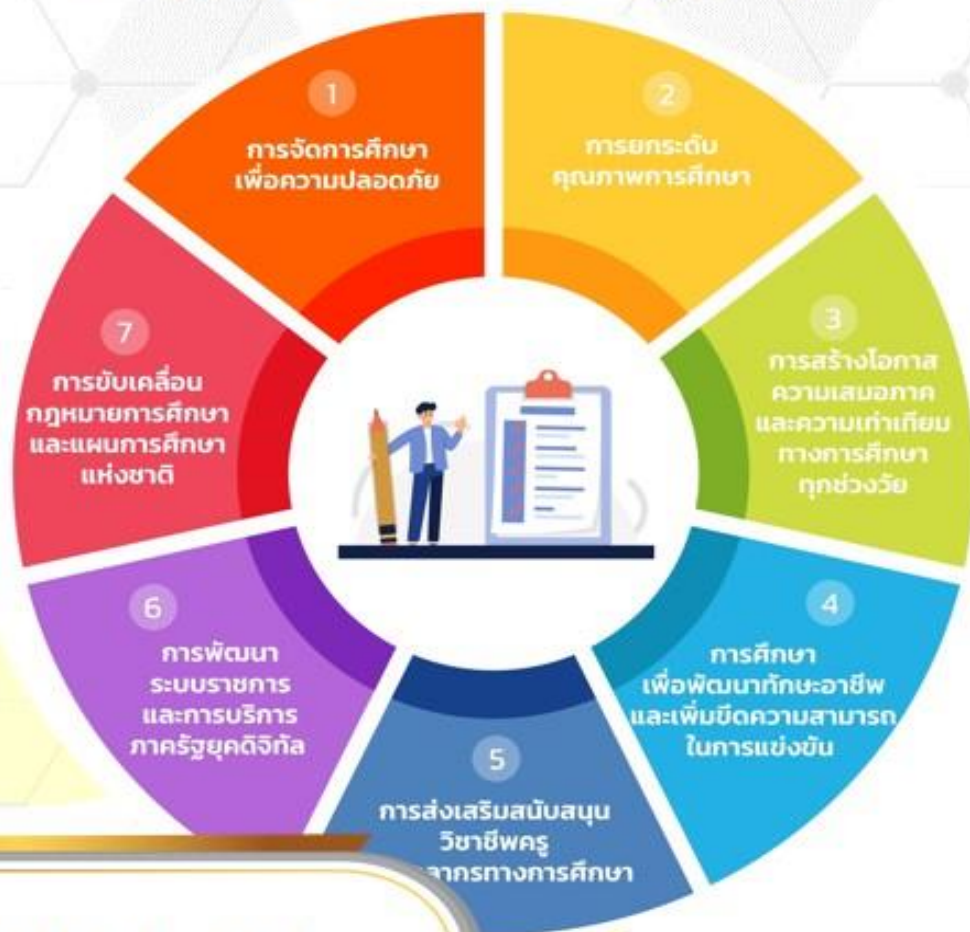 1
การจัดการศึกษา
เพื่อความปลอดภัย
2
การยกระดับ
คุณภาพการศึกษา
3
การสร้างโอกาส
ความเสมอภาค
และความเท่าเทียม
ทางการศึกษา
ทุกช่วงวัย
4
การศึกษา
เพื่อพัฒนาทักษะอาชีพ
และเพิ่มขีดความสามารถ
ในการแข่งขัน
5
การส่งเสริมสนับสนุน
วิชาชีพครู
ลากรทางการศึกษา
6
การพัฒนา
ระบบราชการ
และการบริการ
ภาครัฐยุคดิจิทัล
7
การขับเคลื่อน
กฎหมายการศึกษา
และแผนการศึกษา
แห่งชาติ